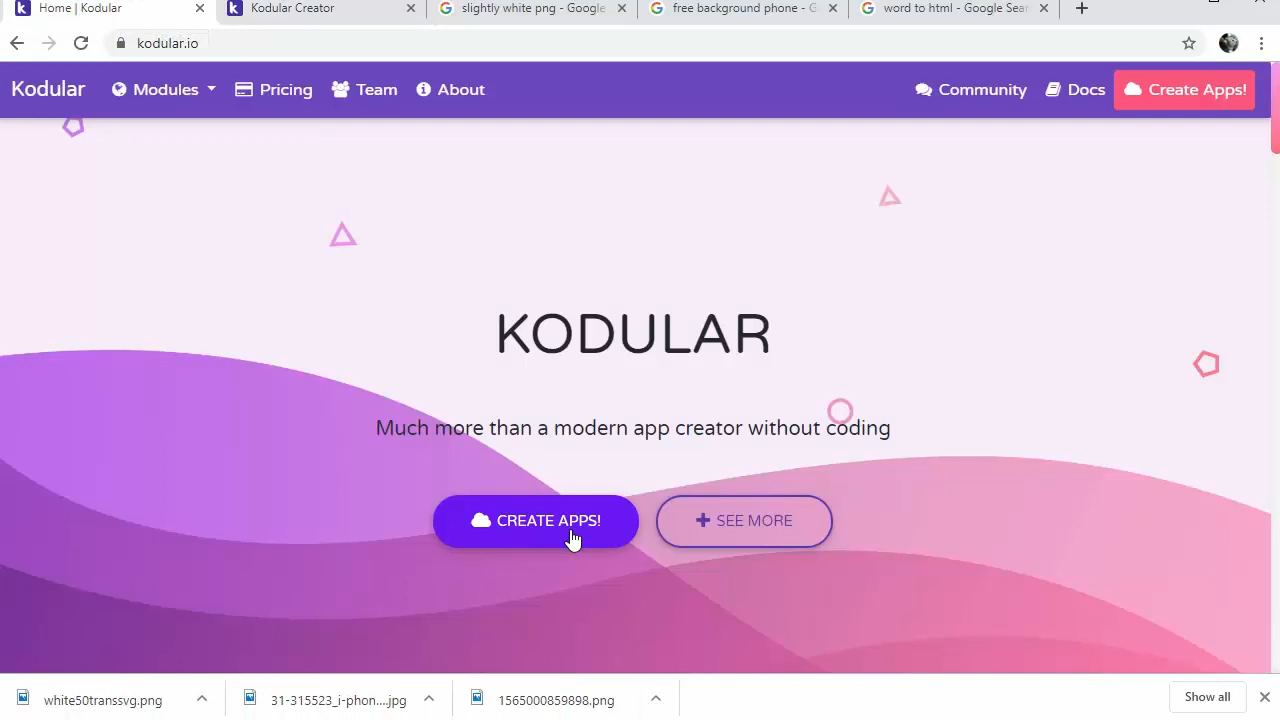 Home | Kodular
Kodular Creator
slightly white png - Google
free background phone - G
word to html - Google Sear
kodular.io
Kodular Modules Pricing Team About Community Docs Create Apps!
KODULAR
Much more than a modern app creator without coding
CREATE APPS! SEE MORE
white50transsvg.png
31-315523_i-phon....jpg
1565000859898.png
Show all